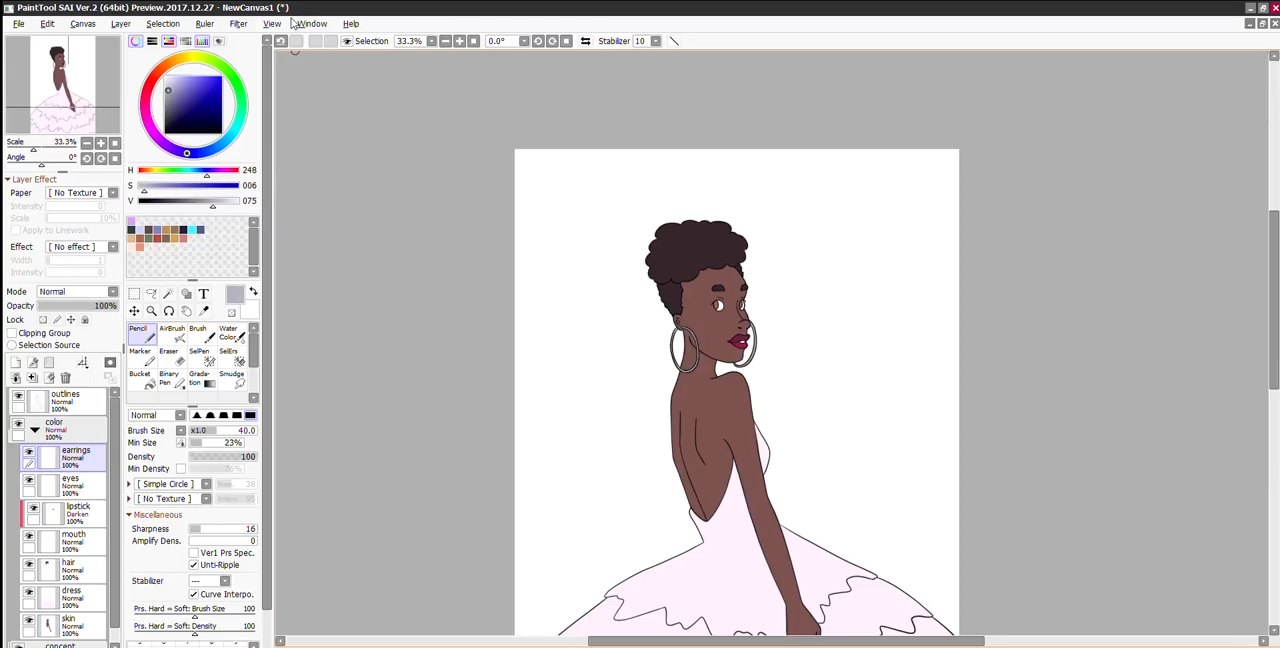 PaintTool SAI Ver.2 (64bit) Preview.2017.12.27 - NewCanvas1 (*)
File Edit Canvas Layer Selection Ruler Filter View Window Help
Selection 33.3% 0.0° Stabilizer 10
Scale 33.3%
Angle 0°
Layer Effect
Paper [ No Texture ]
Intensity 0
Scale 100%
Apply to Linework
Effect [ No effect ]
Width 1
Intensity 0
Mode Normal
Opacity 100%
Lock
Clipping Group
Selection Source
outlines
Normal
100%
color
Normal
100%
earrings
Normal
100%
eyes
Normal
100%
lipstick
Darken
100%
mouth
Normal
100%
hair
Normal
100%
dress
Normal
100%
skin
Normal
100%
concept
H 248
S 006
V 075
T
Pencil AirBrush Brush Water Color
Marker Eraser SelPen SelErs
Bucket Binary Pen Gradation Smudge
Normal
Brush Size x1.0 40.0
Min Size 23%
Density 100
Min Density
[ Simple Circle ]
[ No Texture ]
Miscellaneous
Sharpness 16
Amplify Dens. 0
Ver1 Prs Spec.
Unti-Ripple
Stabilizer ---
Curve Interpo.
Prs. Hard ⇔ Soft: Brush Size 100
Prs. Hard ⇔ Soft: Density 100